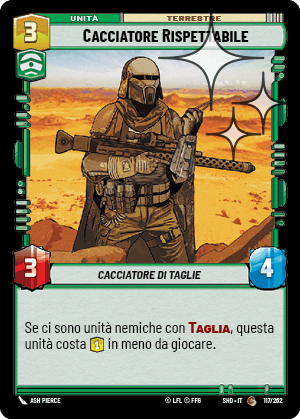 UNITÀ
TERRESTRE
3
CACCIATORE RISPETTABILE
3
4
CACCIATORE DI TAGLIE
Se ci sono unità nemiche con TAGLIA, questa
unità costa 1 in meno da giocare.
ASH PIERCE
© LFL © FFG
SHD • IT
117/262